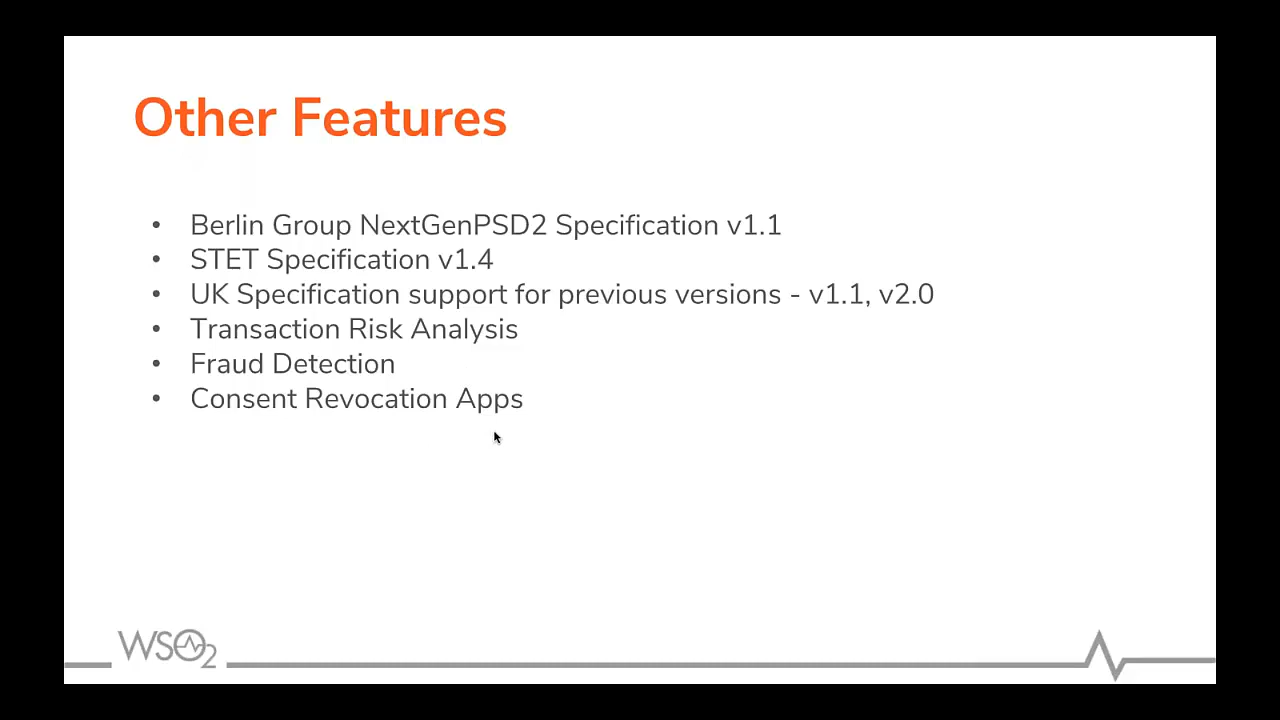 Other Features
• Berlin Group NextGenPSD2 Specification v1.1
• STET Specification v1.4
• UK Specification support for previous versions - v1.1, v2.0
• Transaction Risk Analysis
• Fraud Detection
• Consent Revocation Apps
WSO2